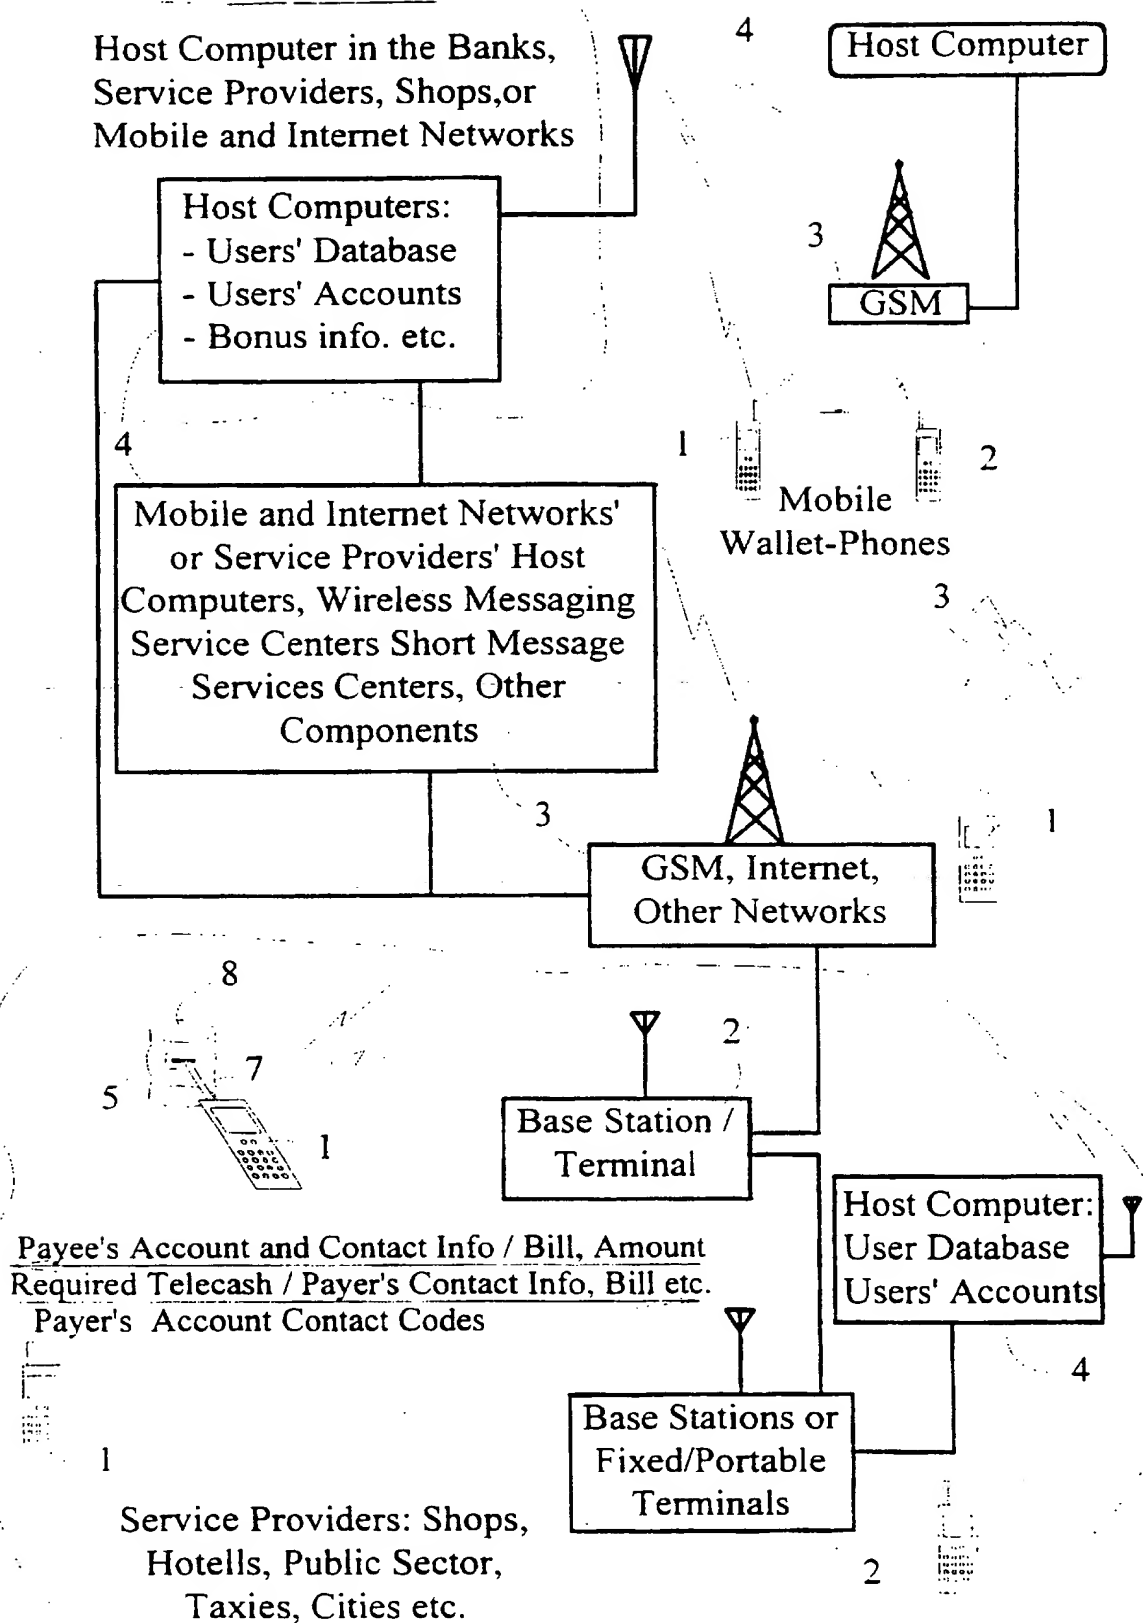 Host Computer in the Banks,
Service Providers, Shops,or
Mobile and Internet Networks
4
Host Computer
Host Computers:
- Users' Database
- Users' Accounts
- Bonus info. etc.
3
GSM
4
1
2
Mobile
Wallet-Phones
Mobile and Internet Networks'
or Service Providers' Host
Computers, Wireless Messaging
Service Centers Short Message
Services Centers, Other
Components
3
3
1
GSM, Internet,
Other Networks
8
7
5
1
2
Base Station /
Terminal
Host Computer:
User Database
Users' Accounts
Payee's Account and Contact Info / Bill, Amount
Required Telecash / Payer's Contact Info, Bill etc.
Payer's Account Contact Codes
4
1
Base Stations or
Fixed/Portable
Terminals
Service Providers: Shops,
Hotells, Public Sector,
Taxies, Cities etc.
2